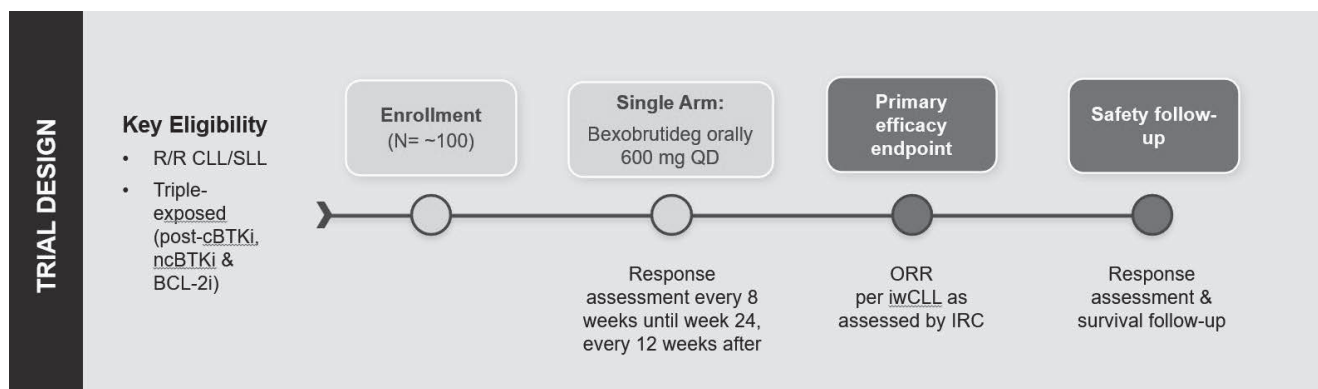 TRIAL DESIGN
Key Eligibility
• R/R CLL/SLL
• Triple-
exposed
(post-cBTKi,
ncBTKi &
BCL-2i)
Enrollment
(N= ~100)
Single Arm:
Bexobrutideg orally
600 mg QD
Response
assessment every 8
weeks until week 24,
every 12 weeks after
Primary
efficacy
endpoint
ORR
per iwCLL as
assessed by IRC
Safety follow-
up
Response
assessment &
survival follow-up